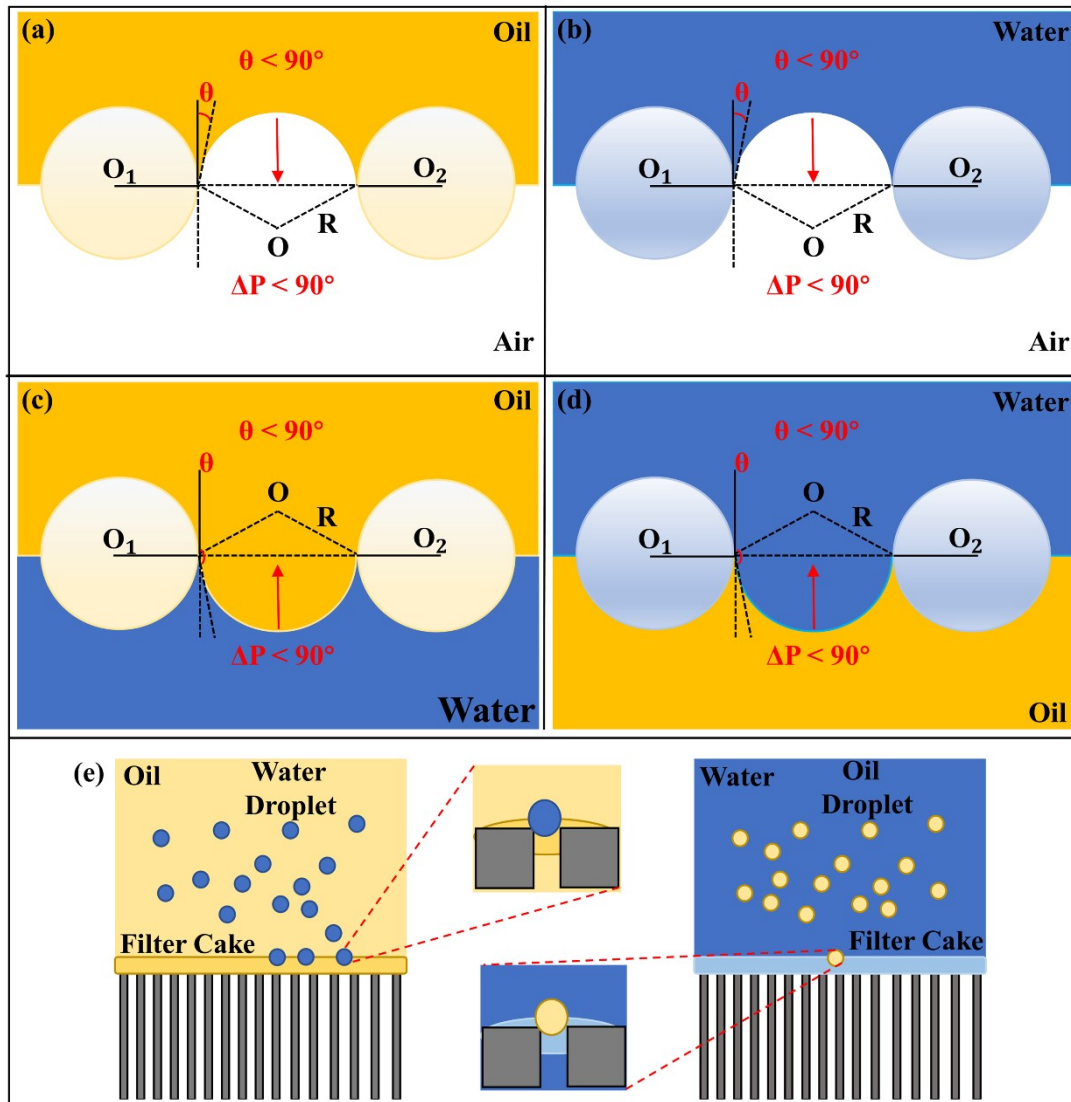 (a)
Oil
θ < 90°
θ
O₁
O₂
R
O
ΔP < 90°
Air
(b)
Water
θ < 90°
θ
O₁
O₂
R
O
ΔP < 90°
Air
(c)
Oil
θ < 90°
θ
O
R
O₁
O₂
ΔP < 90°
Water
(d)
Water
θ < 90°
θ
O
R
O₁
O₂
ΔP < 90°
Oil
(e)
Oil
Water
Droplet
Filter Cake
Water
Oil
Droplet
Filter Cake